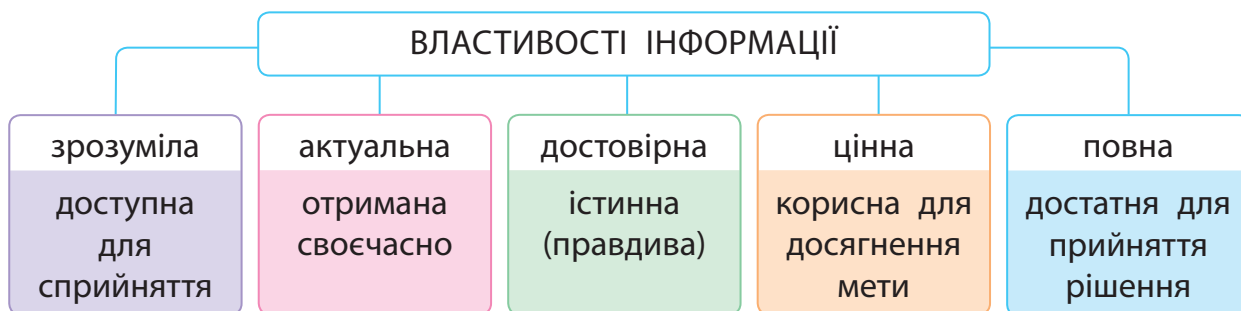 ВЛАСТИВОСТІ ІНФОРМАЦІЇ
зрозуміла
доступна
для
сприйняття
актуальна
отримана
своєчасно
достовірна
істинна
(правдива)
цінна
корисна для
досягнення
мети
повна
достатня для
прийняття
рішення